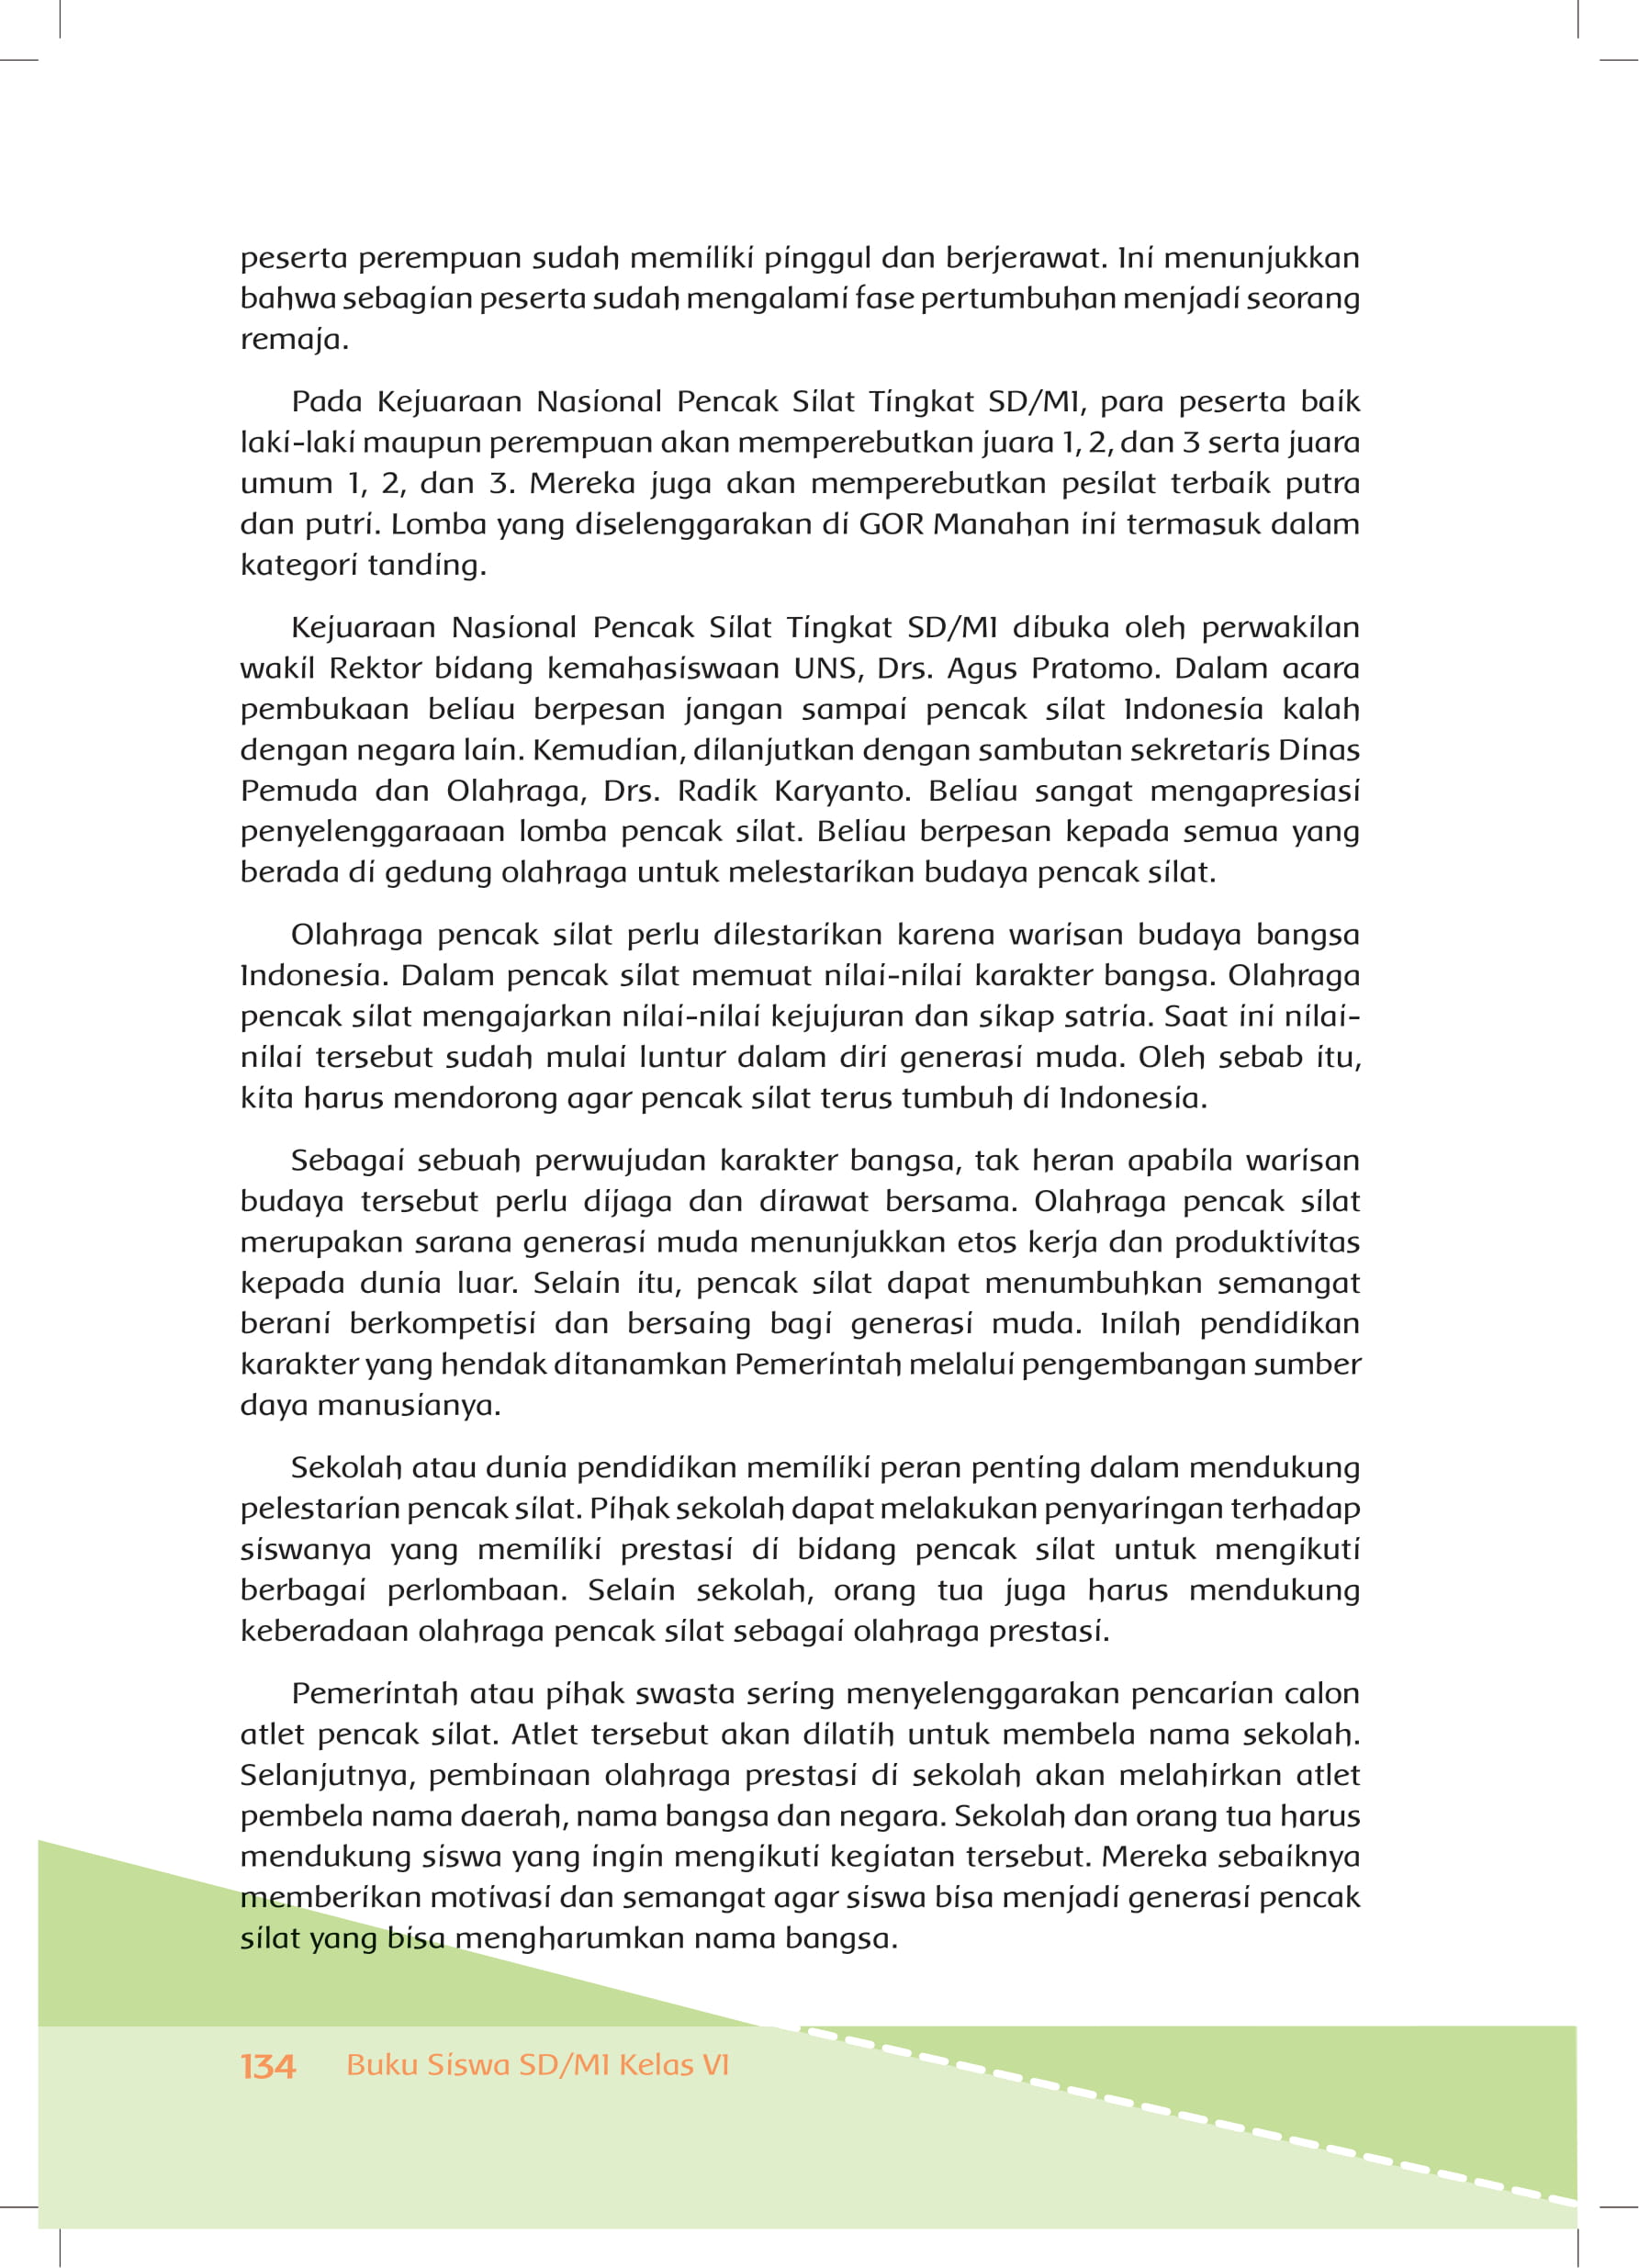 peserta perempuan sudah memiliki pinggul dan berjerawat. Ini menunjukkan
bahwa sebagian peserta sudah mengalami fase pertumbuhan menjadi seorang
remaja.
Pada Kejuaraan Nasional Pencak Silat Tingkat SD/MI, para peserta baik
laki-laki maupun perempuan akan memperebutkan juara 1, 2, dan 3 serta juara
umum 1, 2, dan 3. Mereka juga akan memperebutkan pesilat terbaik putra
dan putri. Lomba yang diselenggarakan di GOR Manahan ini termasuk dalam
kategori tanding.
Kejuaraan Nasional Pencak Silat Tingkat SD/MI dibuka oleh perwakilan
wakil Rektor bidang kemahasiswaan UNS, Drs. Agus Pratomo. Dalam acara
pembukaan beliau berpesan jangan sampai pencak silat Indonesia kalah
dengan negara lain. Kemudian, dilanjutkan dengan sambutan sekretaris Dinas
Pemuda dan Olahraga, Drs. Radik Karyanto. Beliau sangat mengapresiasi
penyelenggaraaan lomba pencak silat. Beliau berpesan kepada semua yang
berada di gedung olahraga untuk melestarikan budaya pencak silat.
Olahraga pencak silat perlu dilestarikan karena warisan budaya bangsa
Indonesia. Dalam pencak silat memuat nilai-nilai karakter bangsa. Olahraga
pencak silat mengajarkan nilai-nilai kejujuran dan sikap satria. Saat ini nilai-
nilai tersebut sudah mulai luntur dalam diri generasi muda. Oleh sebab itu,
kita harus mendorong agar pencak silat terus tumbuh di Indonesia.
Sebagai sebuah perwujudan karakter bangsa, tak heran apabila warisan
budaya tersebut perlu dijaga dan dirawat bersama. Olahraga pencak silat
merupakan sarana generasi muda menunjukkan etos kerja dan produktivitas
kepada dunia luar. Selain itu, pencak silat dapat menumbuhkan semangat
berani berkompetisi dan bersaing bagi generasi muda. Inilah pendidikan
karakter yang hendak ditanamkan Pemerintah melalui pengembangan sumber
daya manusianya.
Sekolah atau dunia pendidikan memiliki peran penting dalam mendukung
pelestarian pencak silat. Pihak sekolah dapat melakukan penyaringan terhadap
siswanya yang memiliki prestasi di bidang pencak silat untuk mengikuti
berbagai perlombaan. Selain sekolah, orang tua juga harus mendukung
keberadaan olahraga pencak silat sebagai olahraga prestasi.
Pemerintah atau pihak swasta sering menyelenggarakan pencarian calon
atlet pencak silat. Atlet tersebut akan dilatih untuk membela nama sekolah.
Selanjutnya, pembinaan olahraga prestasi di sekolah akan melahirkan atlet
pembela nama daerah, nama bangsa dan negara. Sekolah dan orang tua harus
mendukung siswa yang ingin mengikuti kegiatan tersebut. Mereka sebaiknya
memberikan motivasi dan semangat agar siswa bisa menjadi generasi pencak
silat yang bisa mengharumkan nama bangsa.
134 Buku Siswa SD/MI Kelas VI